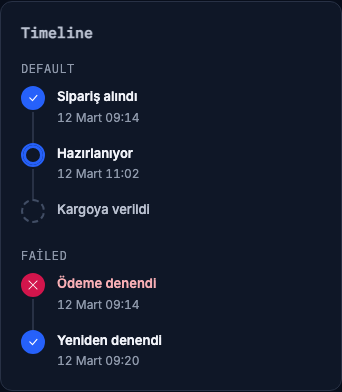 Timeline
DEFAULT
Sipariş alındı
12 Mart 09:14
Hazırlanıyor
12 Mart 11:02
Kargoya verildi
FAİLED
Ödeme denendi
12 Mart 09:14
Yeniden denendi
12 Mart 09:20